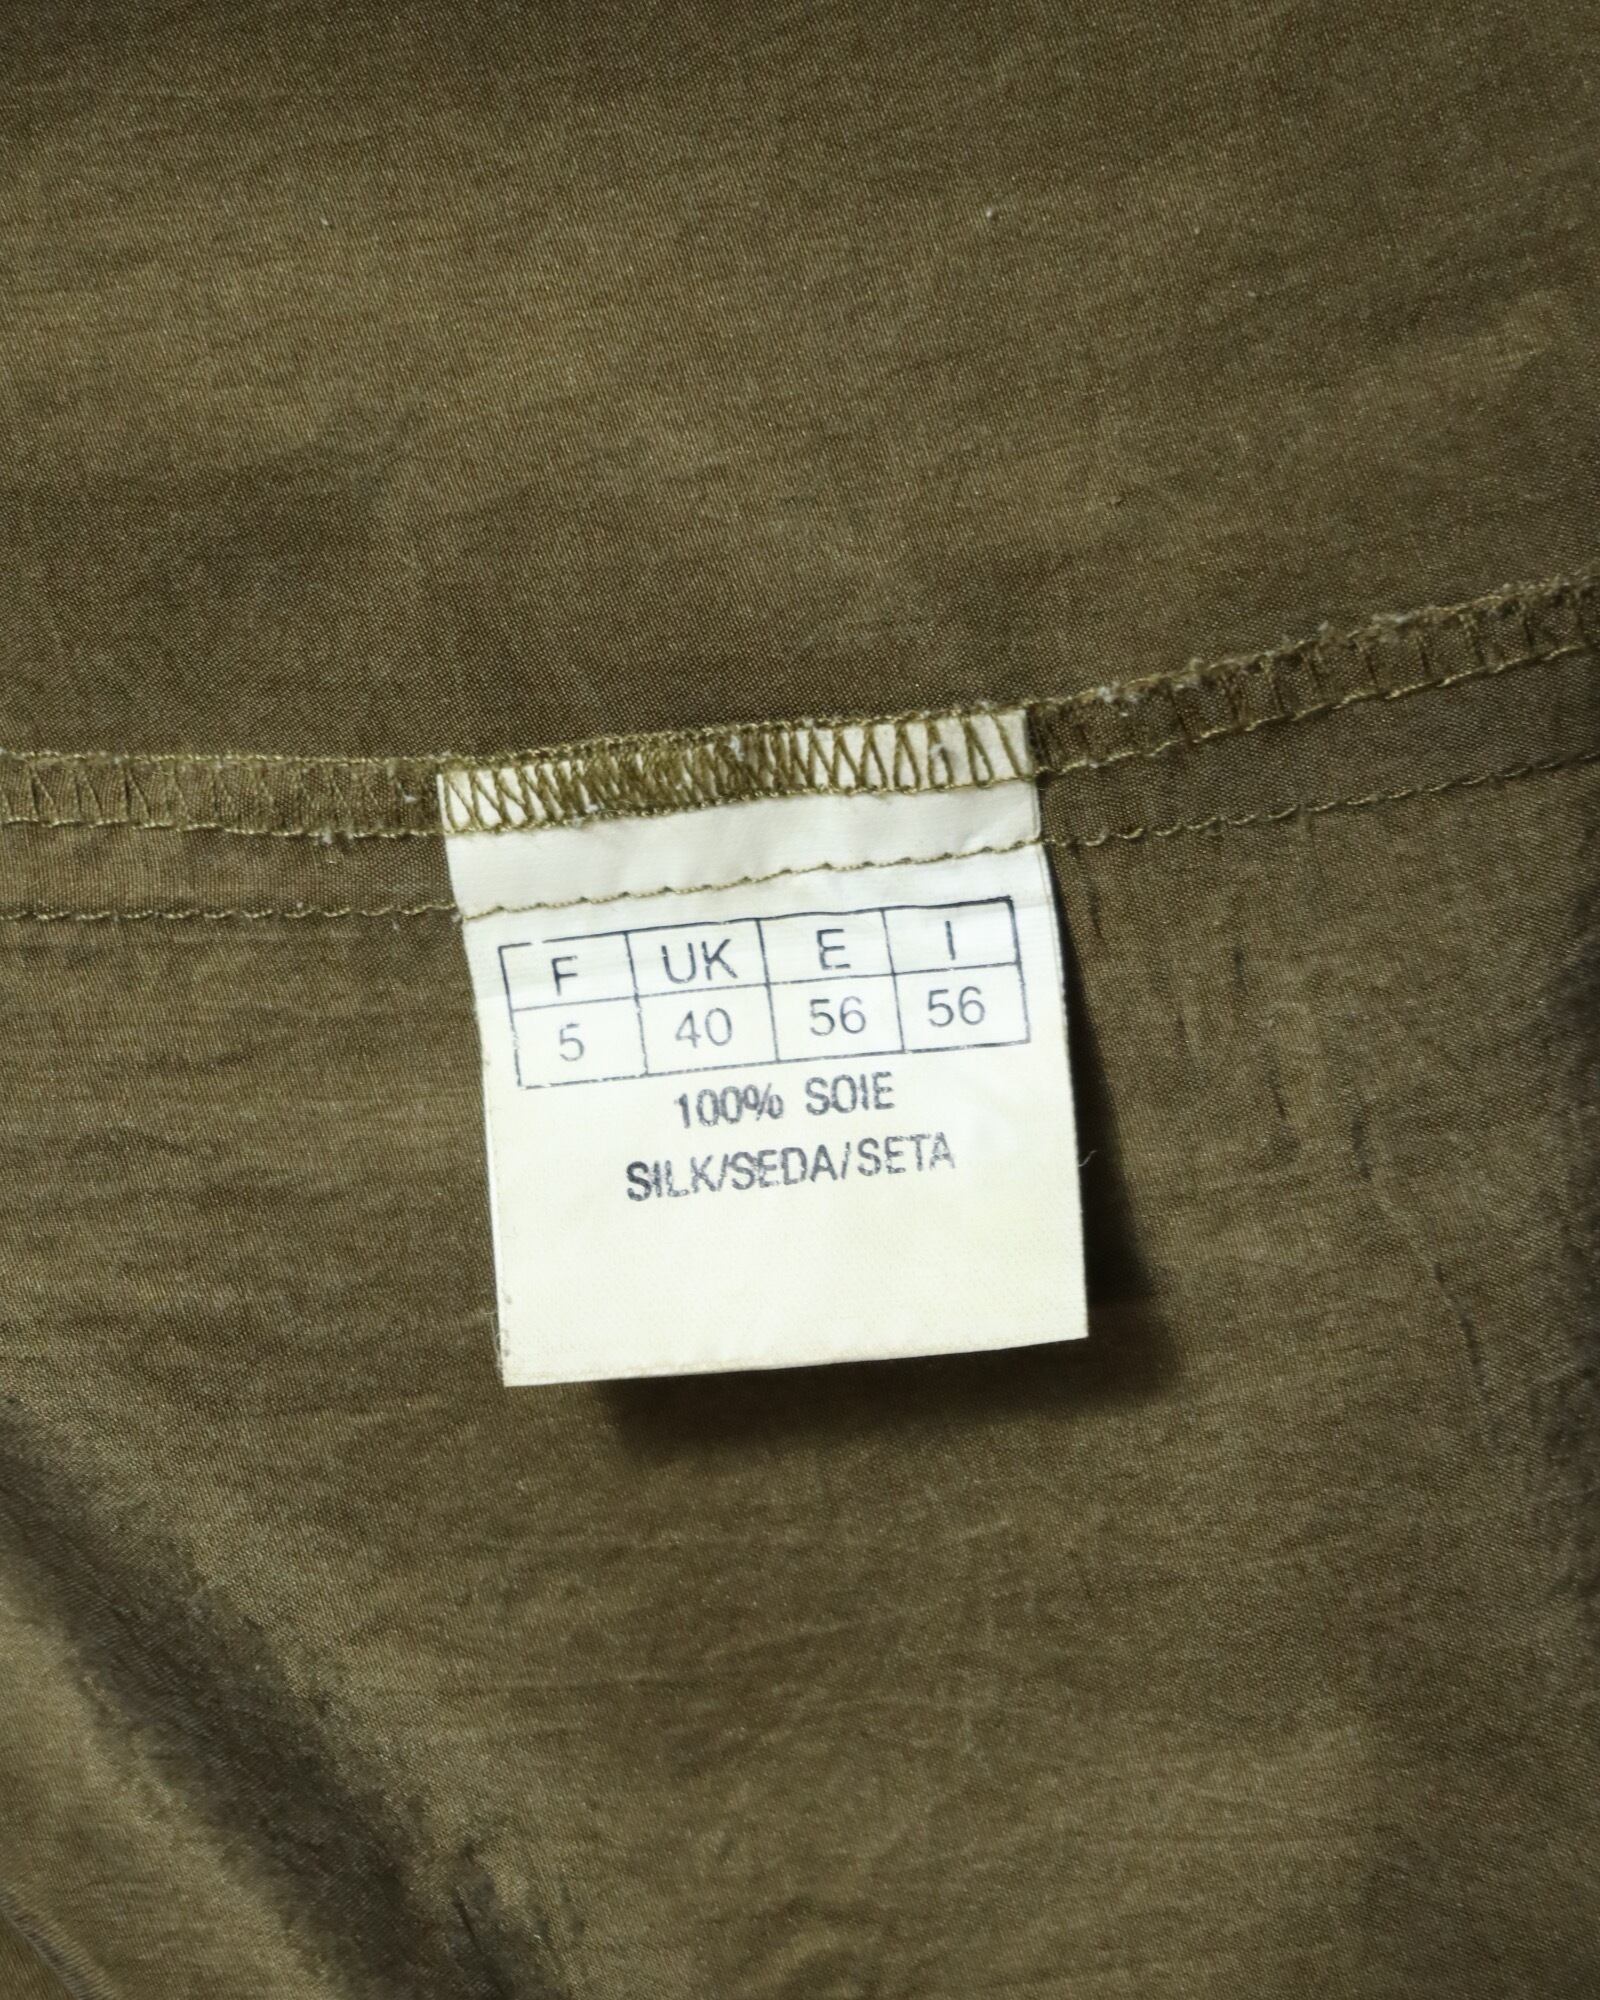 F UK E I
5 40 56 56
100% SOIE
SILK/SEDA/SETA